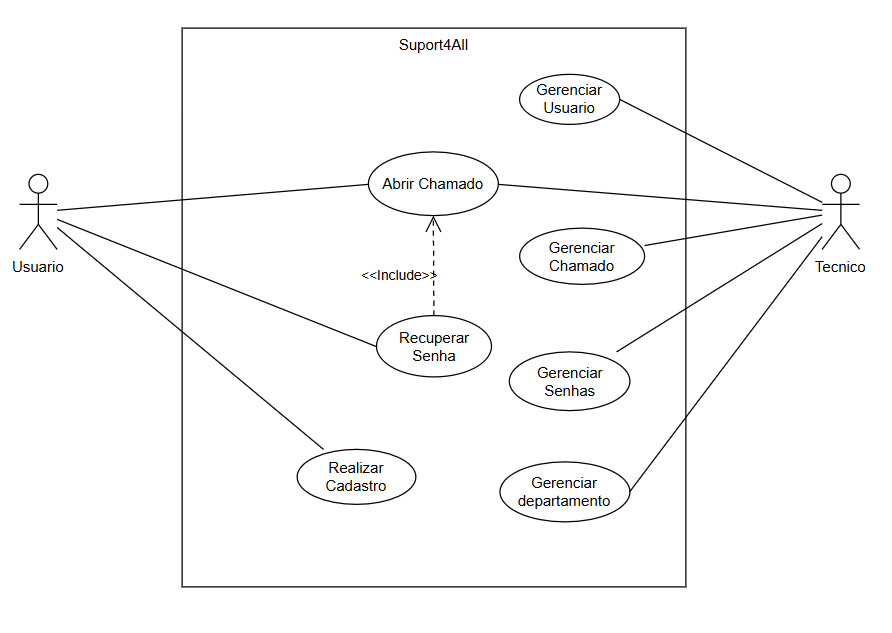 Suport4All
Gerenciar
Usuario
Abrir Chamado
Usuario
Tecnico
Gerenciar
Chamado
<<Include>>
Recuperar
Senha
Gerenciar
Senhas
Realizar
Cadastro
Gerenciar
departamento